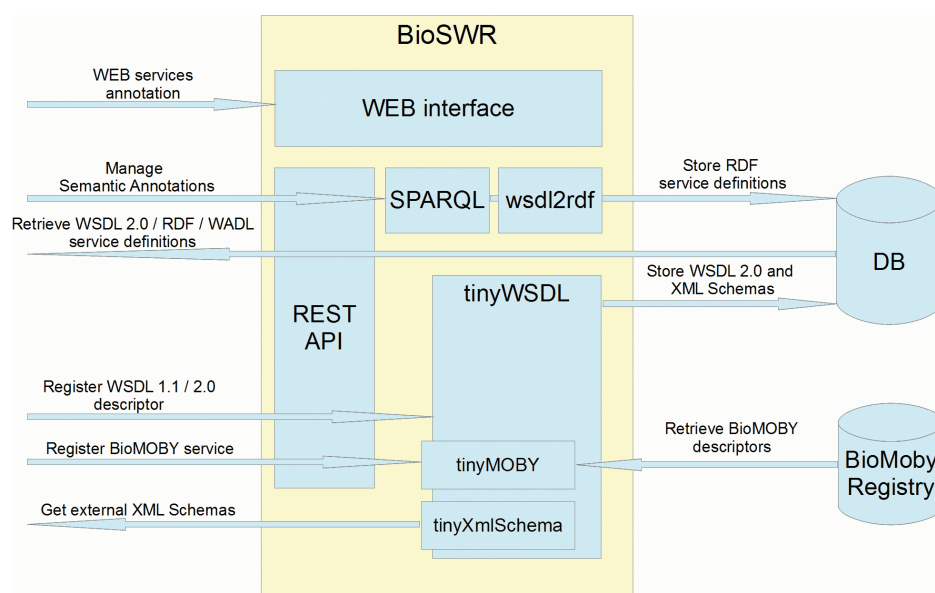 BioSWR
WEB services
annotation
WEB interface
Manage
Semantic Annotations
SPARQL
wsdl2rdf
Store RDF
service definitions
Retrieve WSDL 2.0 / RDF / WADL
service definitions
DB
Store WSDL 2.0 and
XML Schemas
tinyWSDL
REST
API
Register WSDL 1.1 / 2.0
descriptor
Register BioMOBY service
tinyMOBY
Retrieve BioMOBY
descriptors
BioMoby
Registry
Get external XML Schemas
tinyXmlSchema